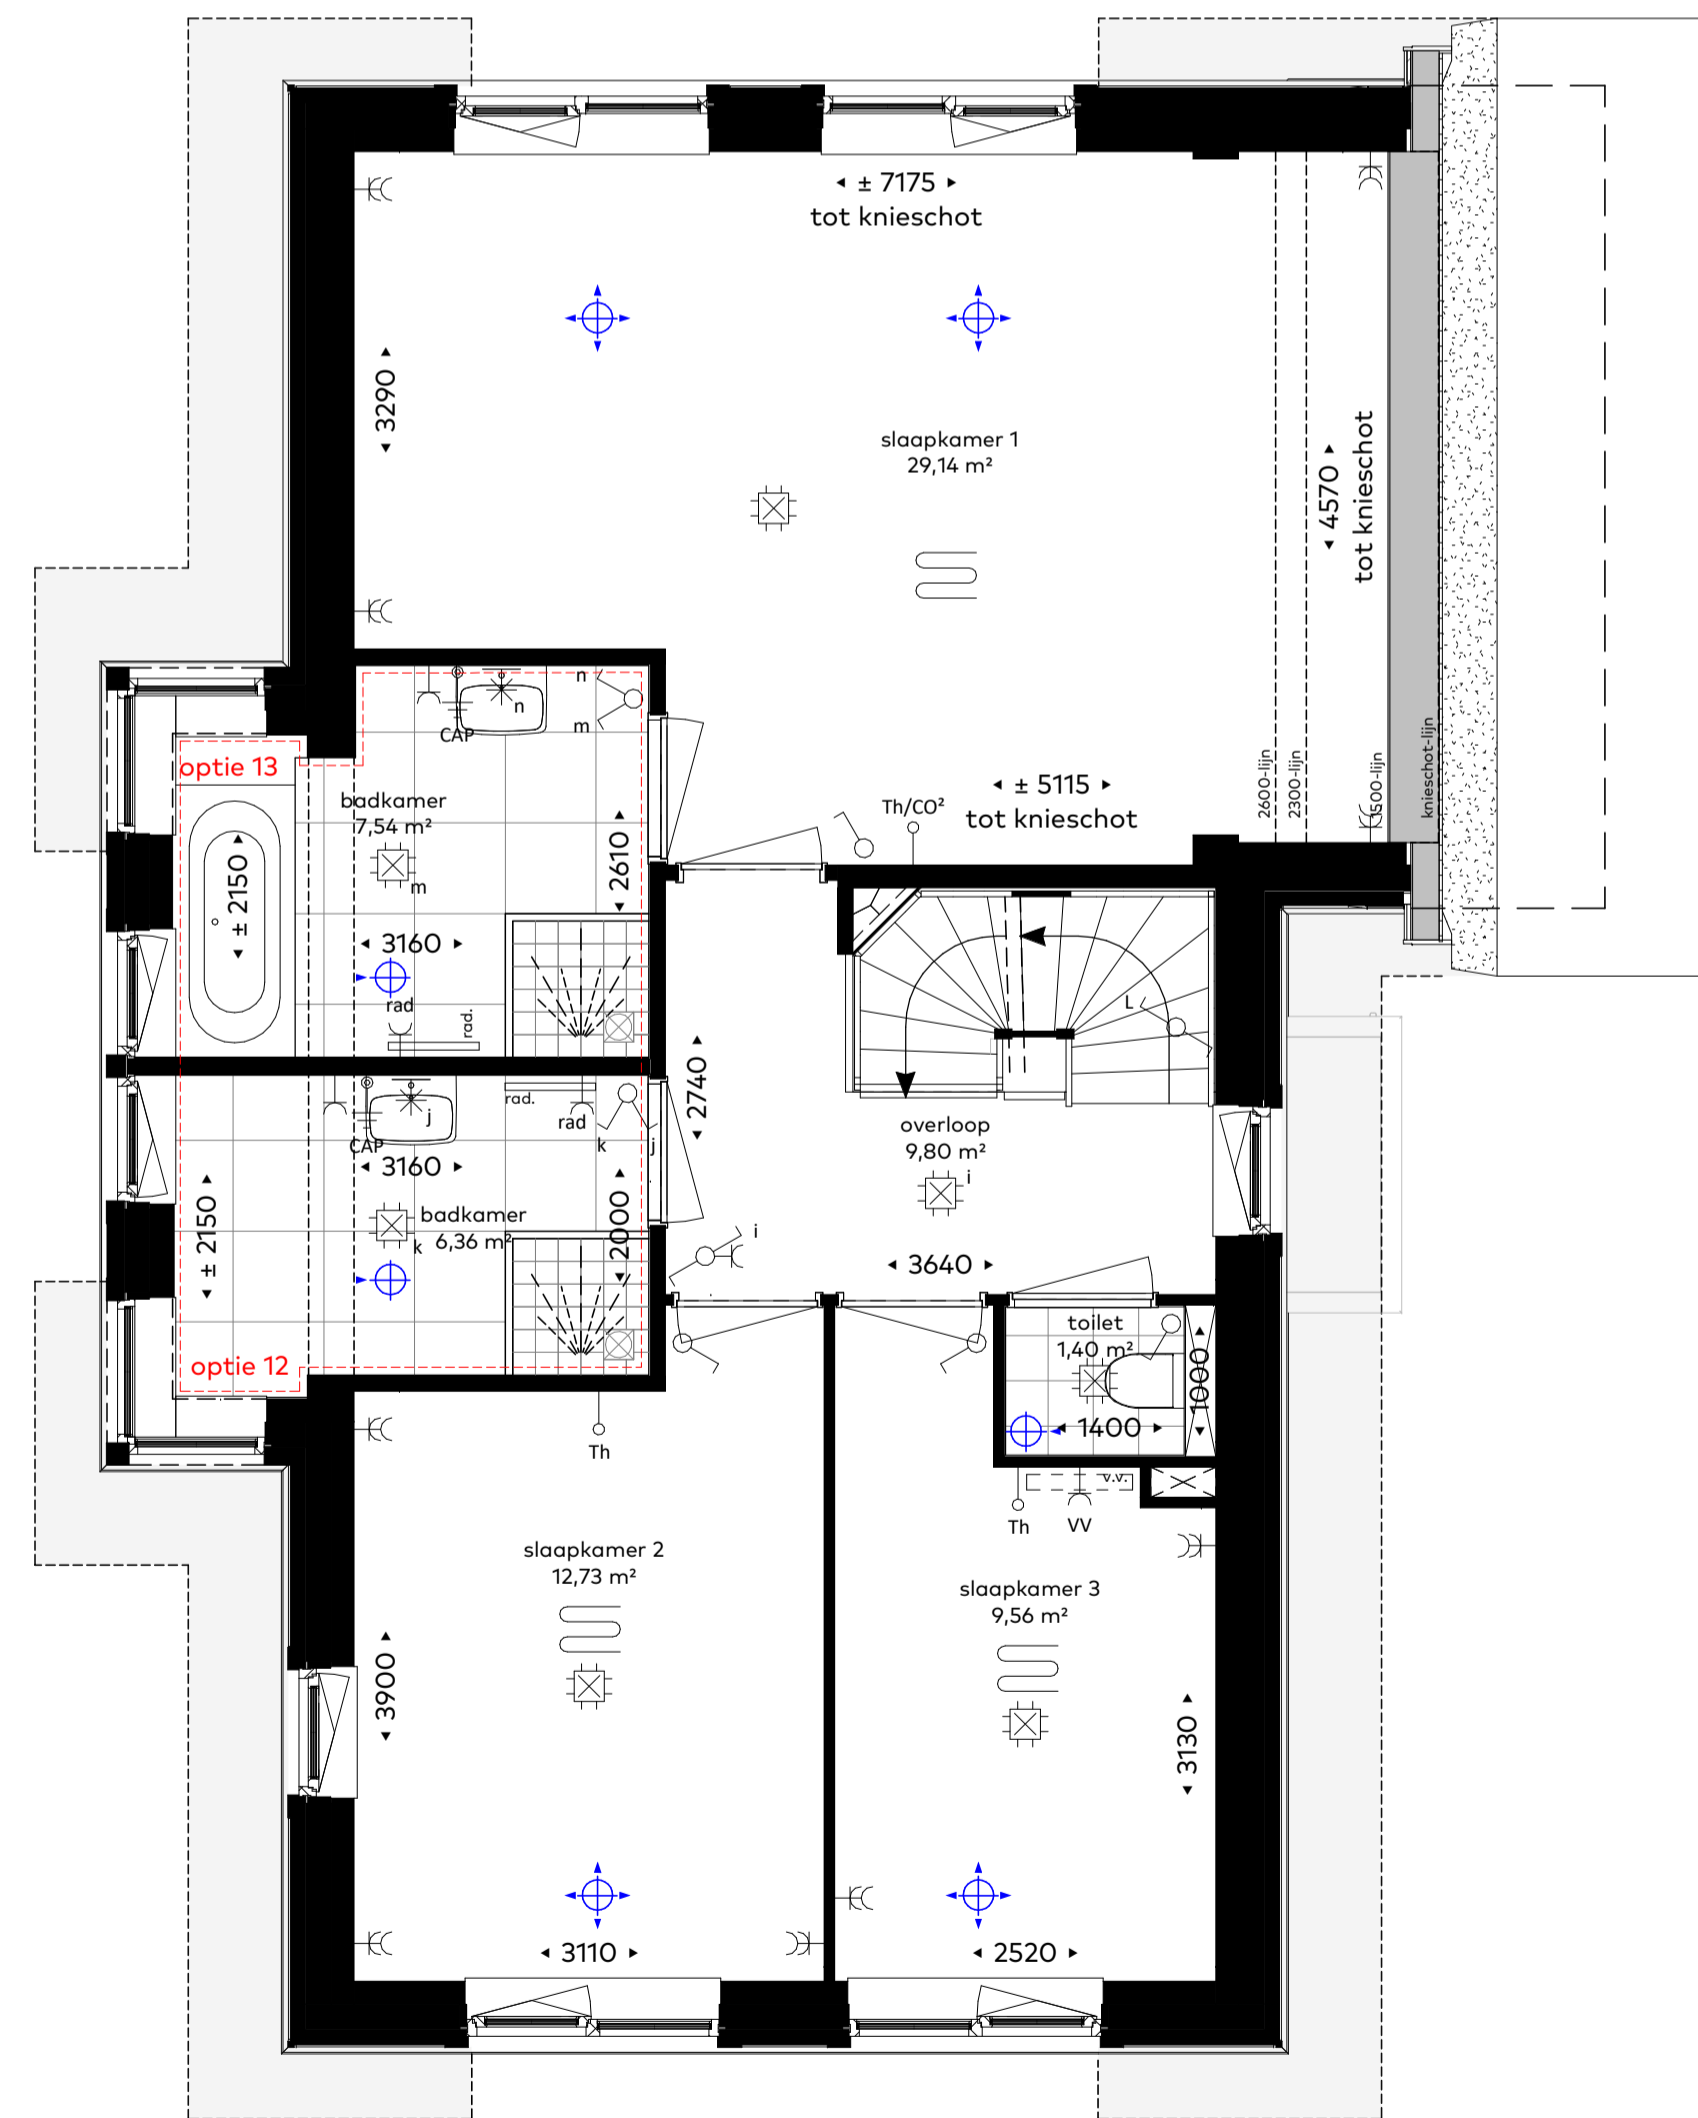 ± 7175
tot knieschot
3290
slaapkamer 1
29,14 m²
4570
tot knieschot
n
n
m
CAP
optie 13
badkamer
7,54 m²
m
± 2150
2610
3160
rad
rad.
± 5115
tot knieschot
Th/CO²
2600-lijn
2300-lijn
1500-lijn
knieschot-lijn
L
2740
rad.
rad
j
k
j
CAP
3160
overloop
9,80 m²
i
± 2150
badkamer
6,36 m²
k
2000
i
3640
optie 12
toilet
1,40 m²
1000
1400
Th
v.v.
Th
VV
slaapkamer 2
12,73 m²
slaapkamer 3
9,56 m²
3900
3130
3110
2520